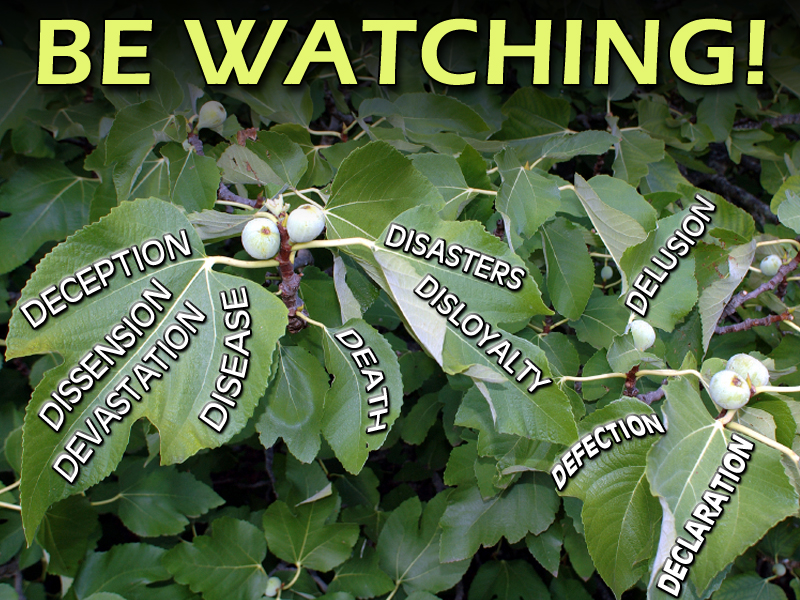 BE WATCHING!
DECEPTION
DISSENSION
DEVASTATION
DISEASE
DEATH
DISASTERS
DISLOYALTY
DELUSION
DEFECTION
DECLARATION